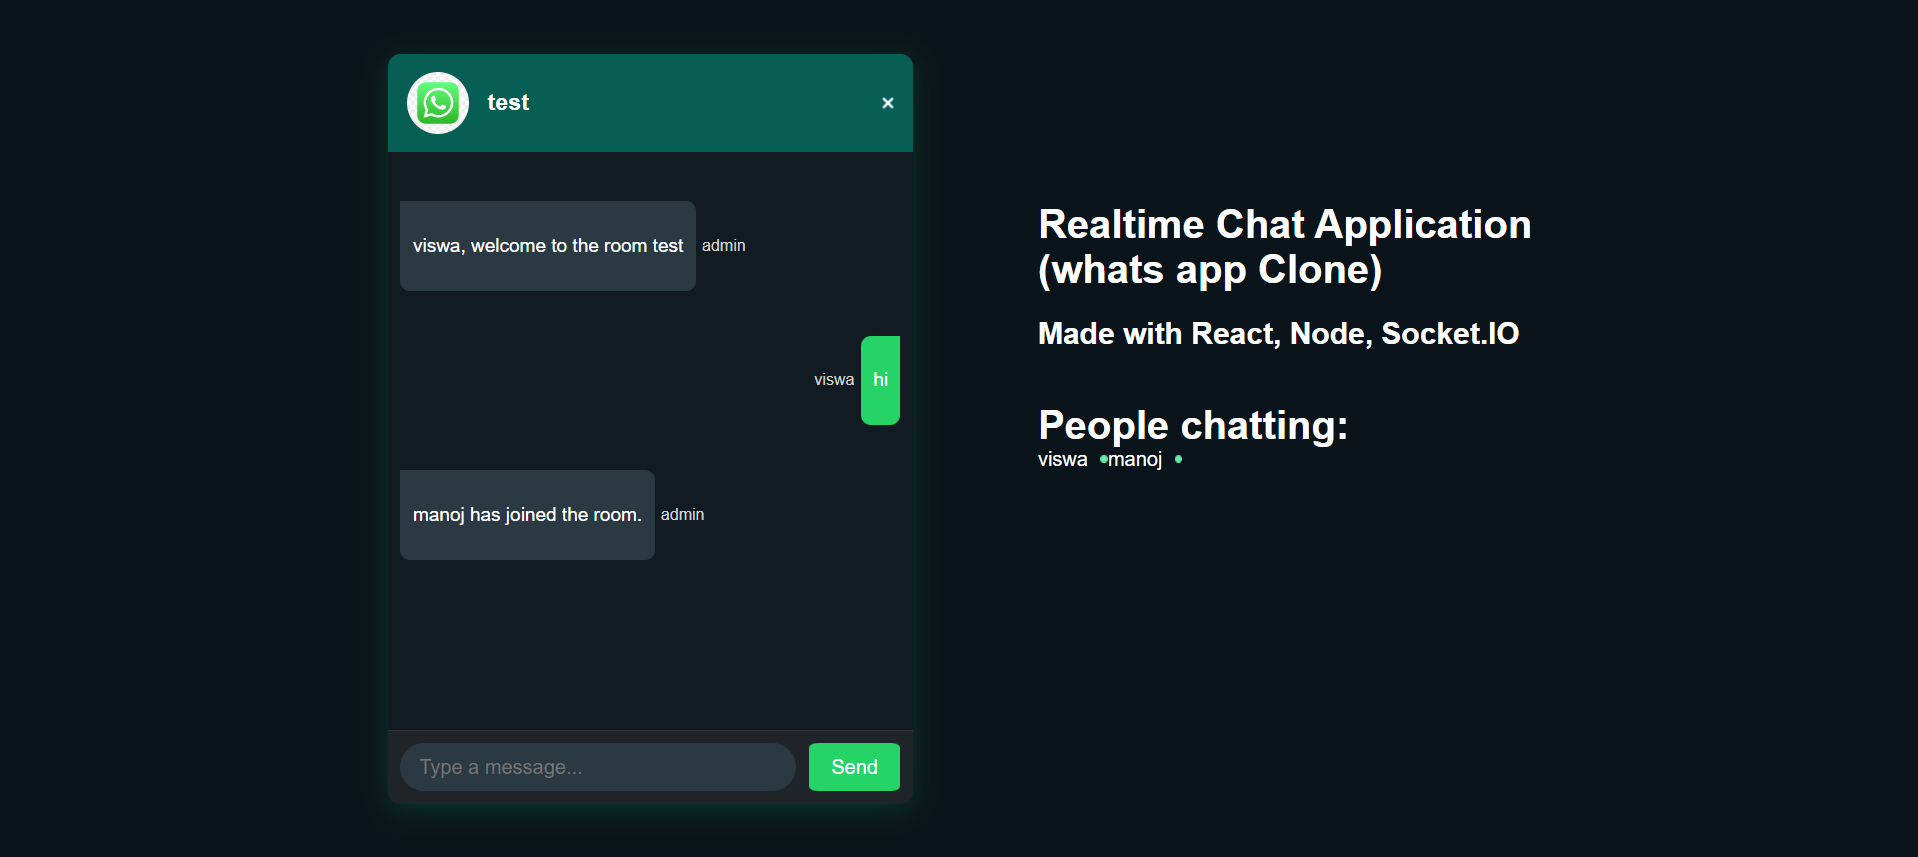 test
×
viswa, welcome to the room test admin
viswa hi
manoj has joined the room. admin
Type a message...
Send
Realtime Chat Application
(whats app Clone)
Made with React, Node, Socket.IO
People chatting:
viswa manoj